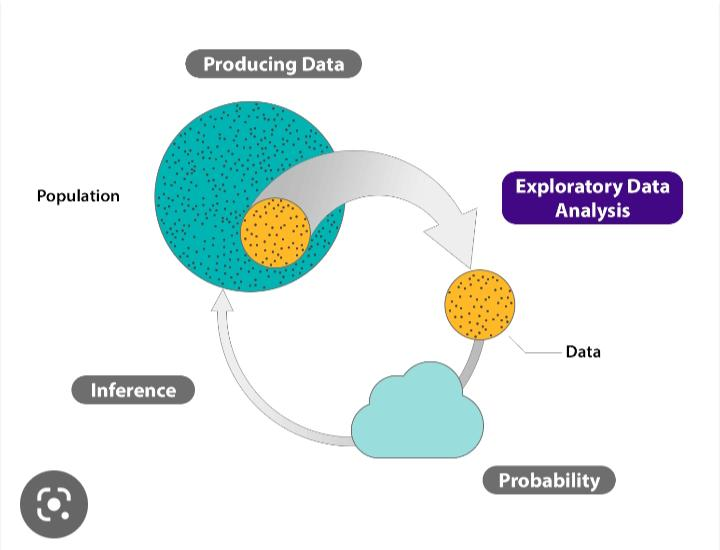 Producing Data
Population
Exploratory Data
Analysis
Data
Inference
Probability